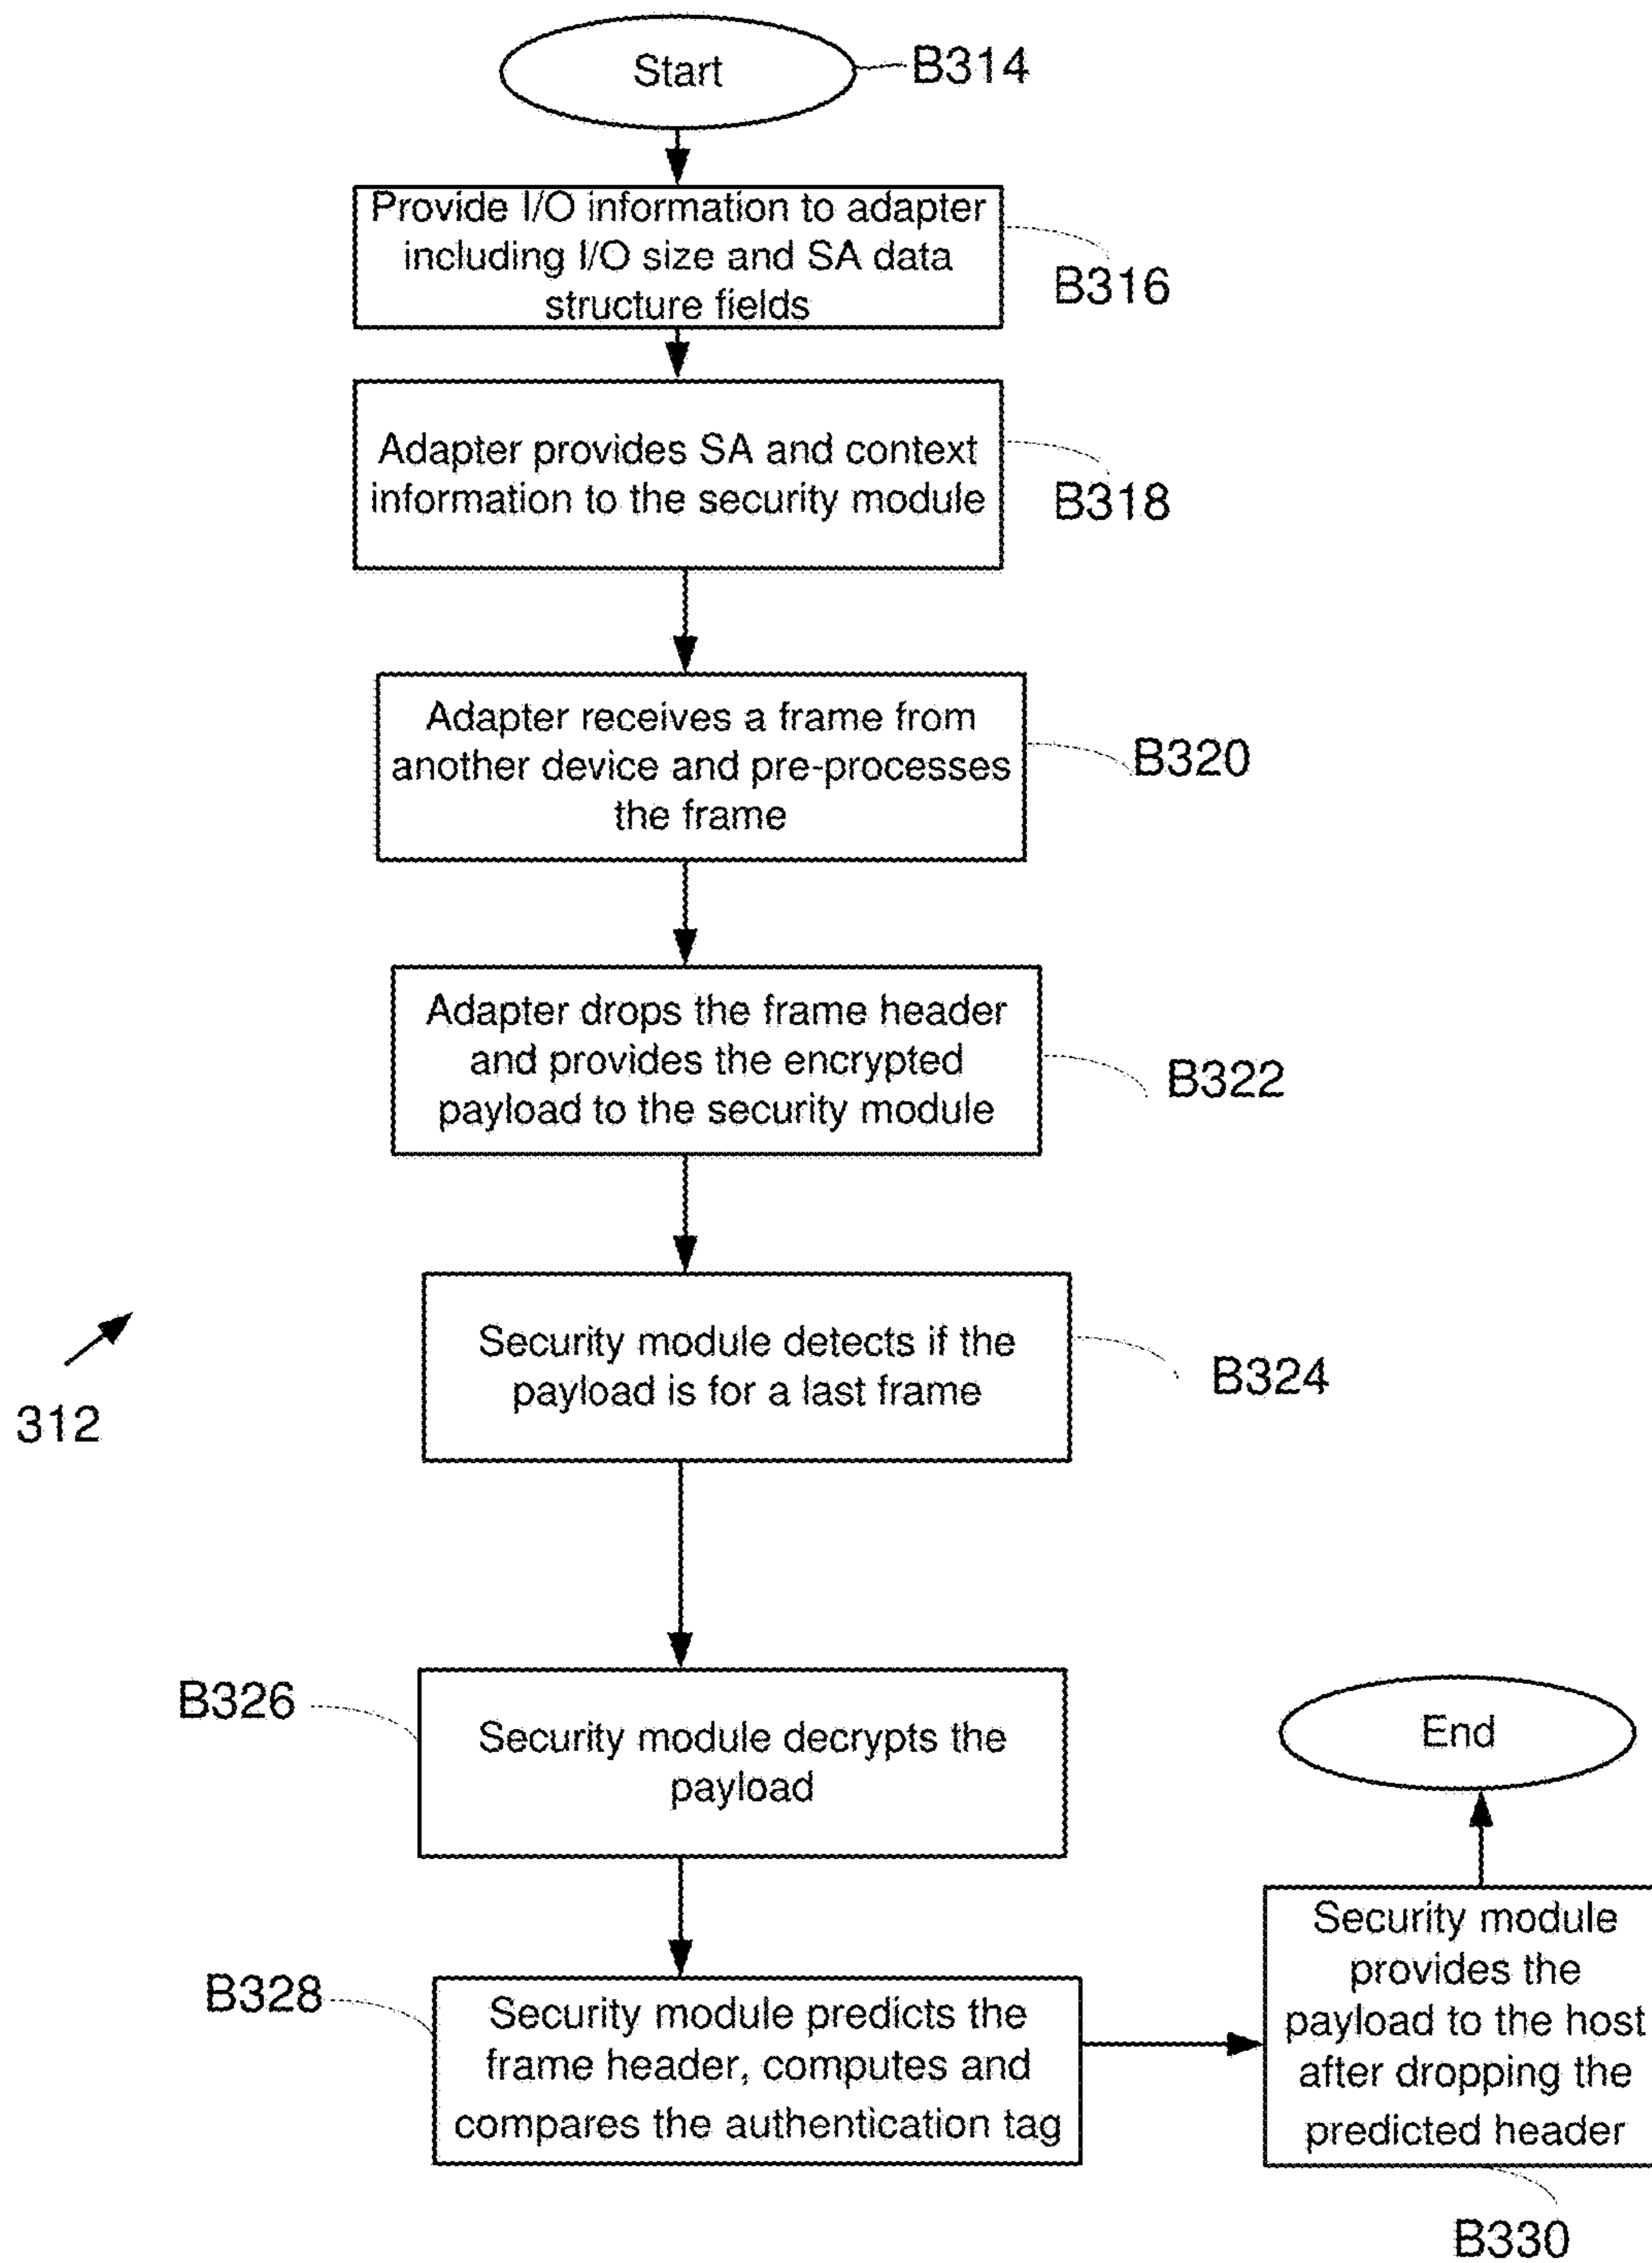 Start
B314
Provide I/O information to adapter
including I/O size and SA data
structure fields
B316
Adapter provides SA and context
information to the security module
B318
Adapter receives a frame from
another device and pre-processes
the frame
B320
Adapter drops the frame header
and provides the encrypted
payload to the security module
B322
Security module detects if the
payload is for a last frame
B324
312
B326
Security module decrypts the
payload
End
B328
Security module predicts the
frame header, computes and
compares the authentication tag
Security module
provides the
payload to the host
after dropping the
predicted header
B330